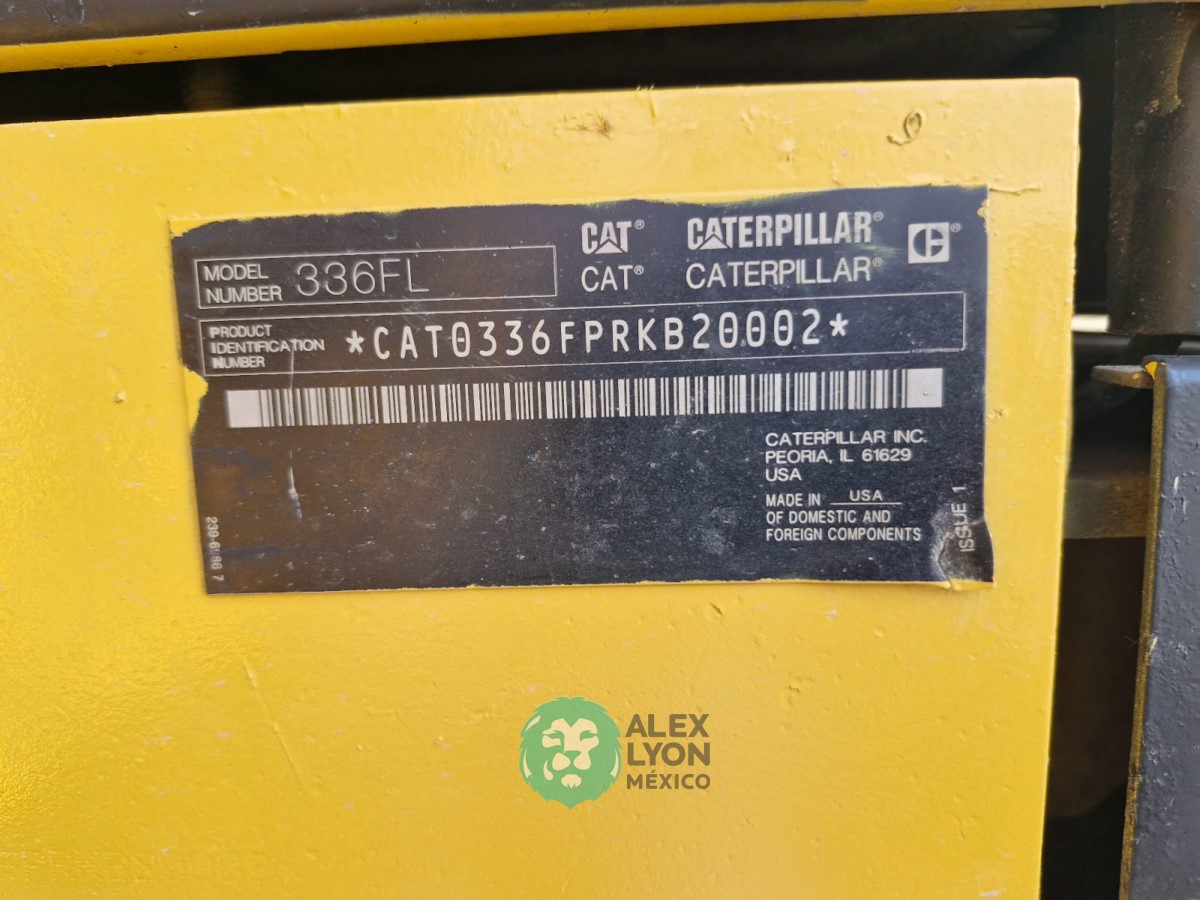 CAT® CATERPILLAR®
CAT® CATERPILLAR®
MODEL NUMBER 336FL
PRODUCT IDENTIFICATION NUMBER *CAT0336FPRKB20002*
CATERPILLAR INC.
PEORIA, IL 61629
USA
MADE IN USA
OF DOMESTIC AND
FOREIGN COMPONENTS
ISSUE 1
ALEX
LYON
MÉXICO